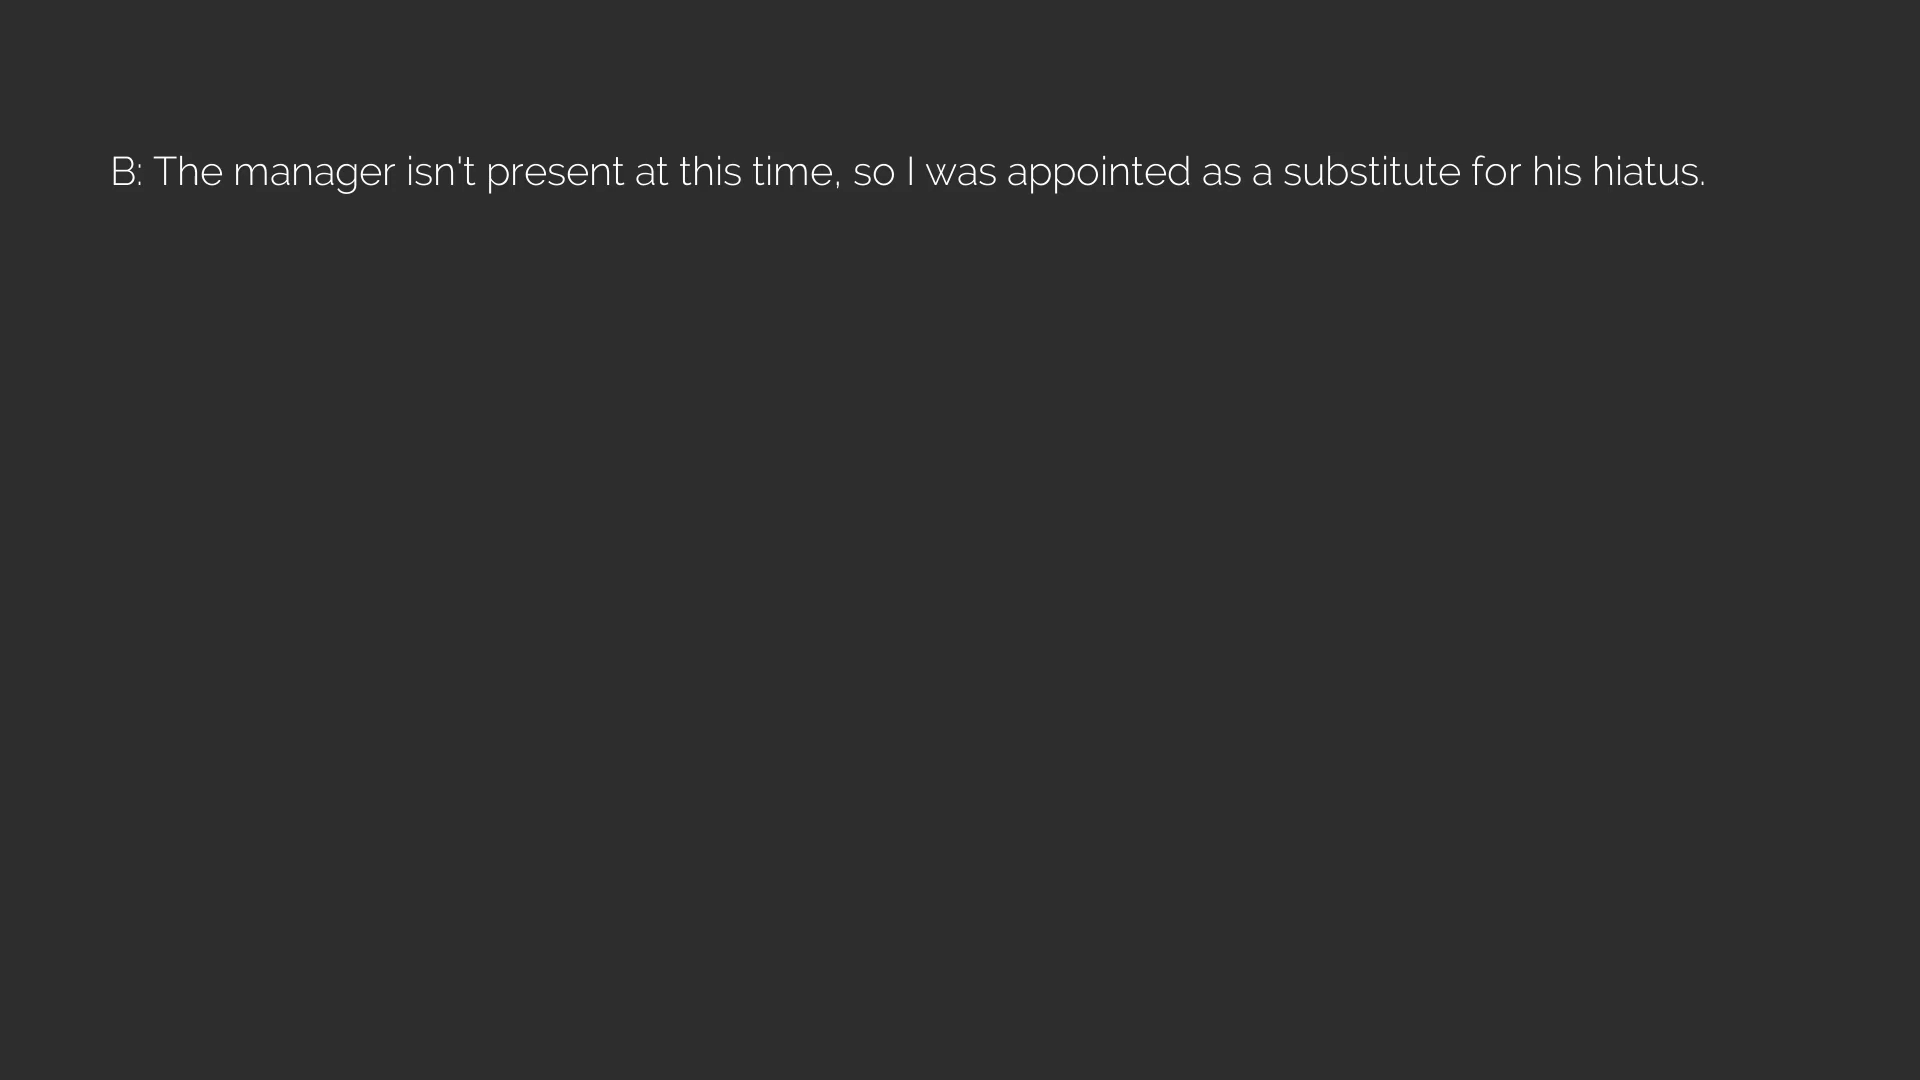 B: The manager isn't present at this time, so I was appointed as a substitute for his hiatus.